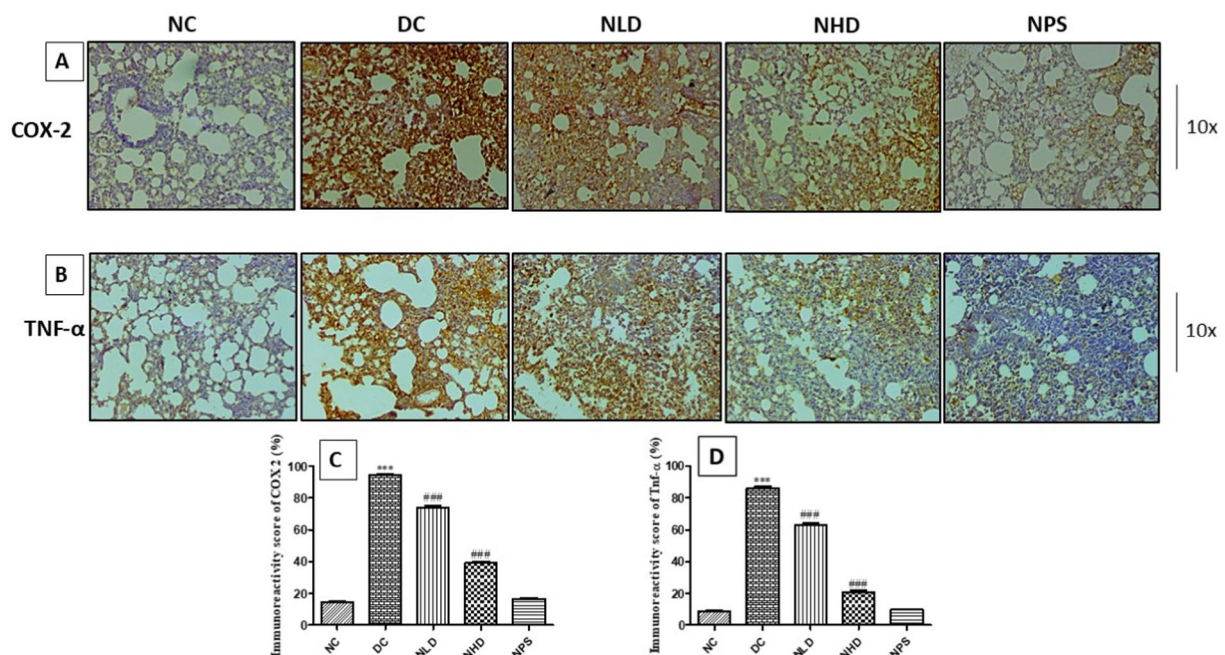 NC DC NLD NHD NPS
A
COX-2
10x
B
TNF-α
10x
C
Immunoreactivity score of COX 2 (%)
100
80
60
40
20
0
***
###
###
NC DC NLD NHD NPS
D
Immunoreactivity score of Tnf-α (%)
100
80
60
40
20
0
***
###
###
NC DC NLD NHD NPS